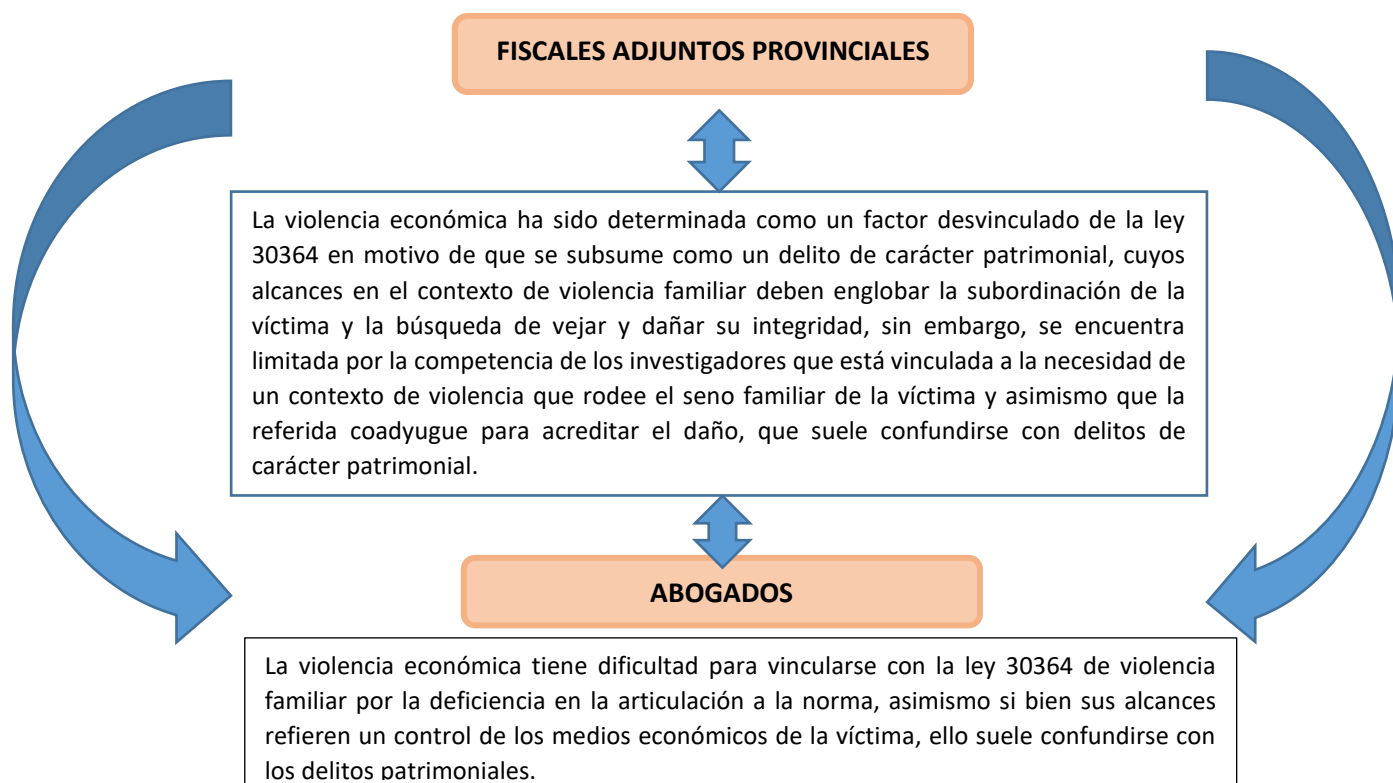 FISCALES ADJUNTOS PROVINCIALES
La violencia económica ha sido determinada como un factor desvinculado de la ley
30364 en motivo de que se subsume como un delito de carácter patrimonial, cuyos
alcances en el contexto de violencia familiar deben englobar la subordinación de la
víctima y la búsqueda de vejar y dañar su integridad, sin embargo, se encuentra
limitada por la competencia de los investigadores que está vinculada a la necesidad de
un contexto de violencia que rodee el seno familiar de la víctima y asimismo que la
referida coadyugue para acreditar el daño, que suele confundirse con delitos de
carácter patrimonial.
ABOGADOS
La violencia económica tiene dificultad para vincularse con la ley 30364 de violencia
familiar por la deficiencia en la articulación a la norma, asimismo si bien sus alcances
refieren un control de los medios económicos de la víctima, ello suele confundirse con
los delitos patrimoniales.